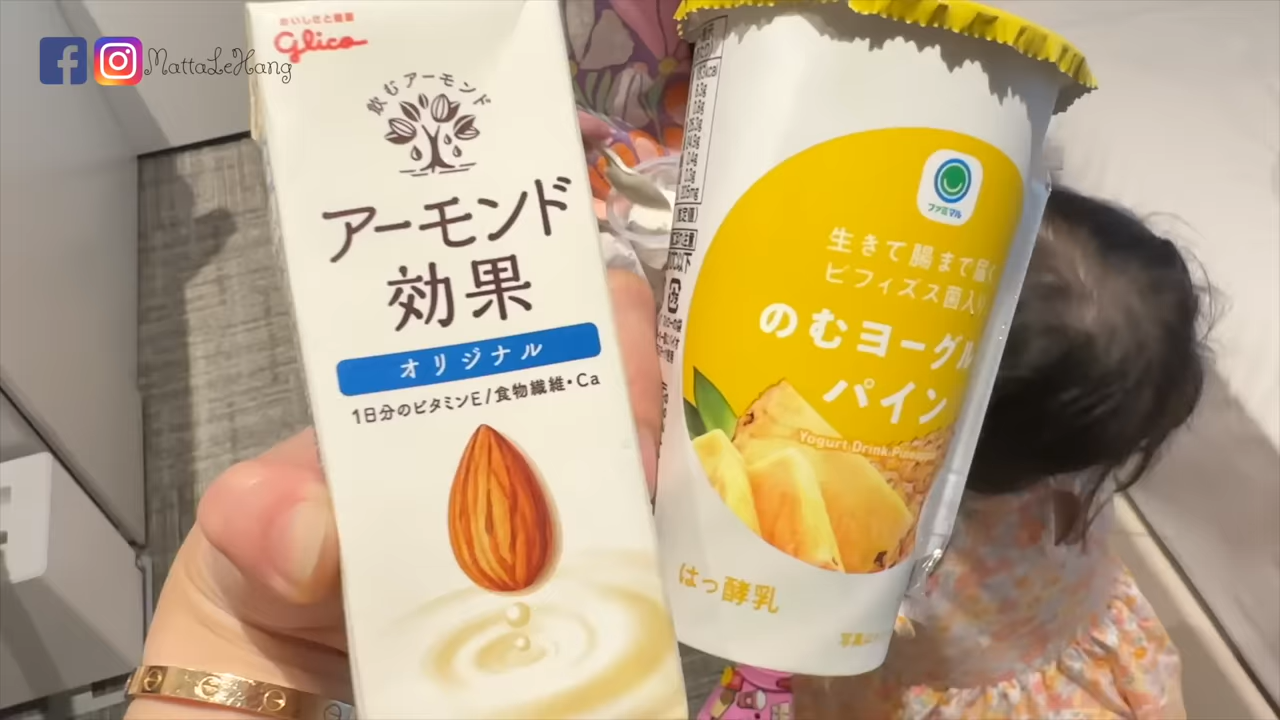 MattaLeHang
おいしさと健康
Glico
飲むアーモンド
アーモンド
効果
オリジナル
1日分のビタミンE/食物繊維・Ca
ファミマル
生きて腸まで届く
ビフィズス菌入り
のむヨーグル
パイン
Yogurt Drink Pineapple
はっ酵乳
写真は